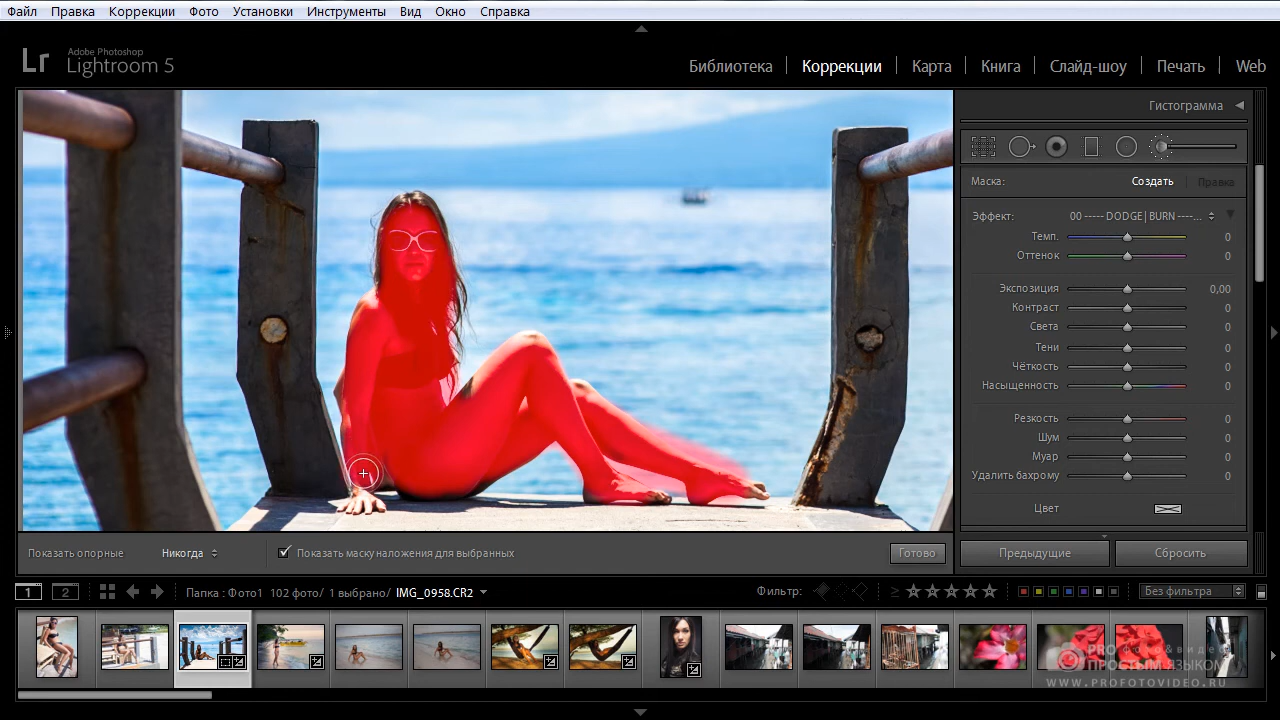 Файл Правка Коррекции Фото Установки Инструменты Вид Окно Справка
Lr Adobe Photoshop
Lightroom 5
Библиотека Коррекции Карта Книга Слайд-шоу Печать Web
Гистограмма
Маска: Создать Правка
Эффект: 00 ----- DODGE | BURN ----...
Темп. 0
Оттенок 0
Экспозиция 0,00
Контраст 0
Света 0
Тени 0
Чёткость 0
Насыщенность 0
Резкость 0
Шум 0
Муар 0
Удалить бахрому 0
Цвет
Показать опорные Никогда Показать маску наложения для выбранных Готово
Предыдущие Сбросить
1 2 Папка : Фото1 102 фото/ 1 выбрано/ IMG_0958.CR2 Фильтр: ≥ Без фильтра
PRO фото&видео
ПРОСТЫМ ЯЗЫКОМ
WWW.PROFOTOVIDEO.RU